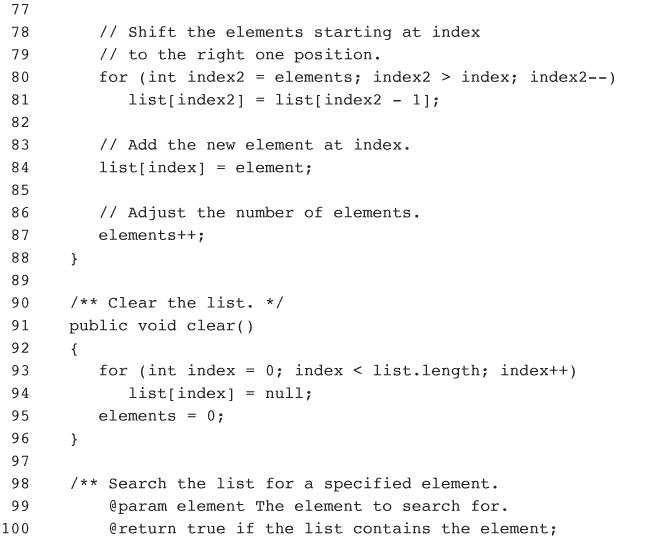 77
78       // Shift the elements starting at index
79       // to the right one position.
80       for (int index2 = elements; index2 > index; index2--)
81          list[index2] = list[index2 - 1];
82
83       // Add the new element at index.
84       list[index] = element;
85
86       // Adjust the number of elements.
87       elements++;
88    }
89
90    /** Clear the list. */
91    public void clear()
92    {
93       for (int index = 0; index < list.length; index++)
94          list[index] = null;
95       elements = 0;
96    }
97
98    /** Search the list for a specified element.
99        @param element The element to search for.
100       @return true if the list contains the element;